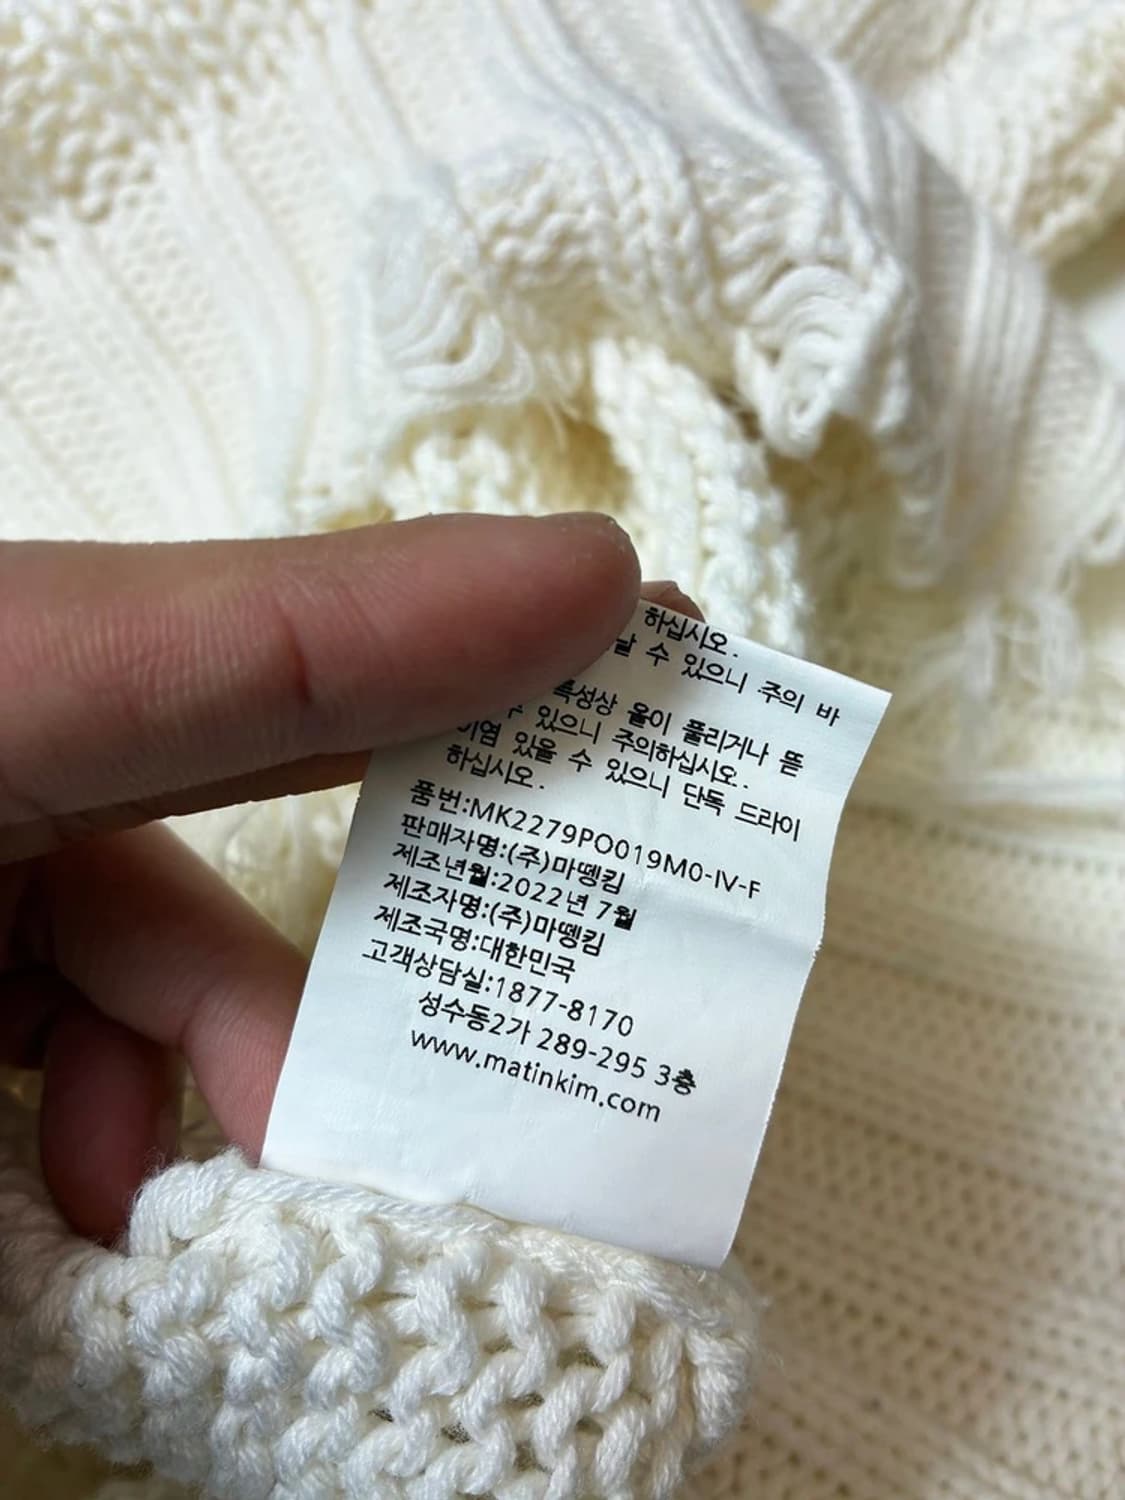 하십시오.
날 수 있으니 주의 바
특성상 올이 풀리거나 뜯
수 있으니 주의하십시오.
이염 있을 수 있으니 단독 드라이
하십시오.
품번:MK2279PO019M0-IV-F
판매자명:(주)마뗑킴
제조년월:2022년 7월
제조자명:(주)마뗑킴
제조국명:대한민국
고객상담실:1877-8170
성수동2가 289-295 3층
www.matinkim.com